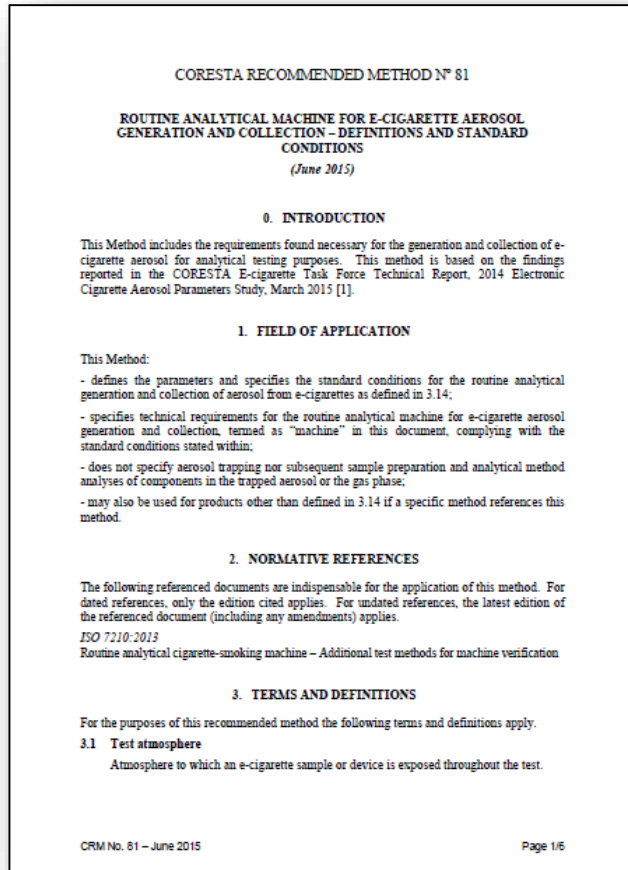 CORESTA RECOMMENDED METHOD Nº 81
ROUTINE ANALYTICAL MACHINE FOR E-CIGARETTE AEROSOL
GENERATION AND COLLECTION – DEFINITIONS AND STANDARD
CONDITIONS
(June 2015)
0. INTRODUCTION
This Method includes the requirements found necessary for the generation and collection of e-
cigarette aerosol for analytical testing purposes. This method is based on the findings
reported in the CORESTA E-cigarette Task Force Technical Report, 2014 Electronic
Cigarette Aerosol Parameters Study, March 2015 [1].
1. FIELD OF APPLICATION
This Method:
- defines the parameters and specifies the standard conditions for the routine analytical
generation and collection of aerosol from e-cigarettes as defined in 3.14;
- specifies technical requirements for the routine analytical machine for e-cigarette aerosol
generation and collection, termed as “machine” in this document, complying with the
standard conditions stated within;
- does not specify aerosol trapping nor subsequent sample preparation and analytical method
analyses of components in the trapped aerosol or the gas phase;
- may also be used for products other than defined in 3.14 if a specific method references this
method.
2. NORMATIVE REFERENCES
The following referenced documents are indispensable for the application of this method. For
dated references, only the edition cited applies. For undated references, the latest edition of
the referenced document (including any amendments) applies.
ISO 7210:2013
Routine analytical cigarette-smoking machine – Additional test methods for machine verification
3. TERMS AND DEFINITIONS
For the purposes of this recommended method the following terms and definitions apply.
3.1 Test atmosphere
Atmosphere to which an e-cigarette sample or device is exposed throughout the test.
CRM No. 81 – June 2015 Page 1/6